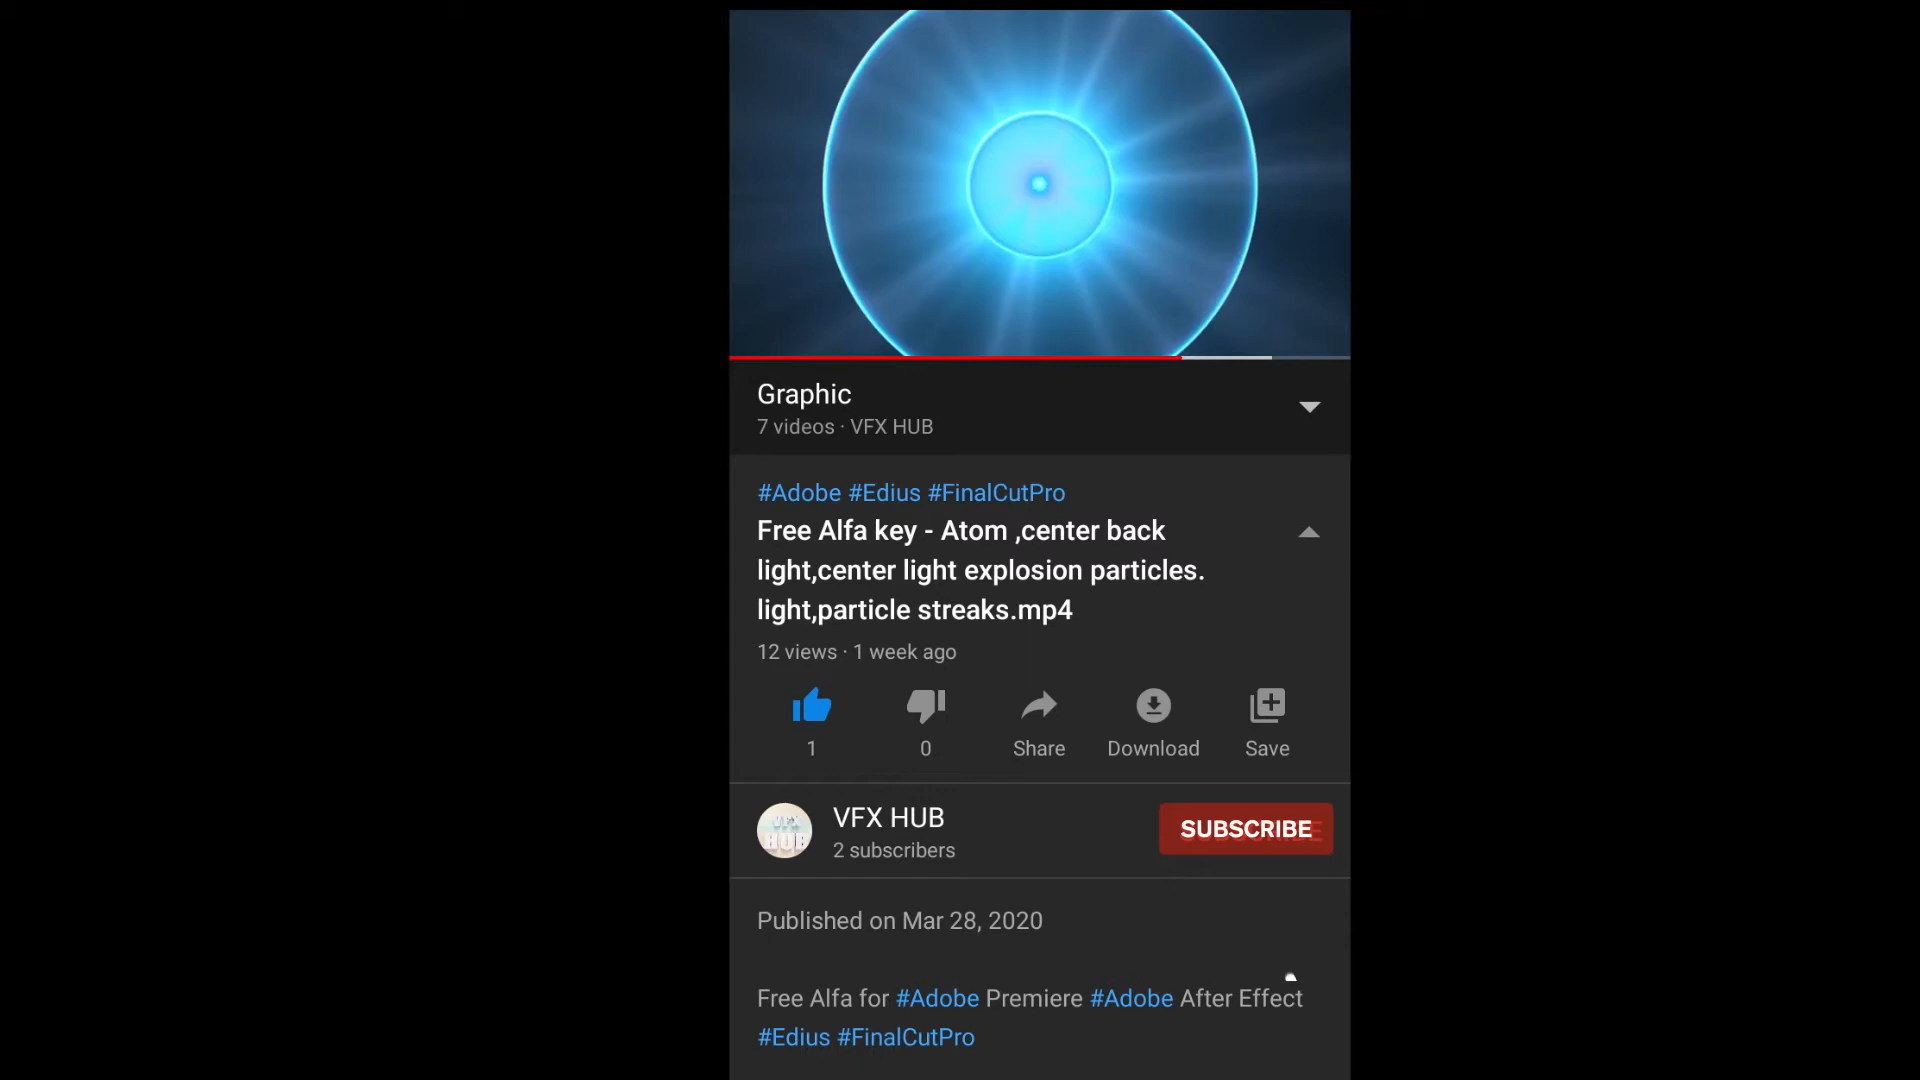 Graphic
7 videos · VFX HUB
#Adobe #Edius #FinalCutPro
Free Alfa key - Atom ,center back
light,center light explosion particles.
light,particle streaks.mp4
12 views · 1 week ago
1
0
Share
Download
Save
VFX HUB
VFX HUB
2 subscribers
SUBSCRIBE
Published on Mar 28, 2020
Free Alfa for #Adobe Premiere #Adobe After Effect
#Edius #FinalCutPro